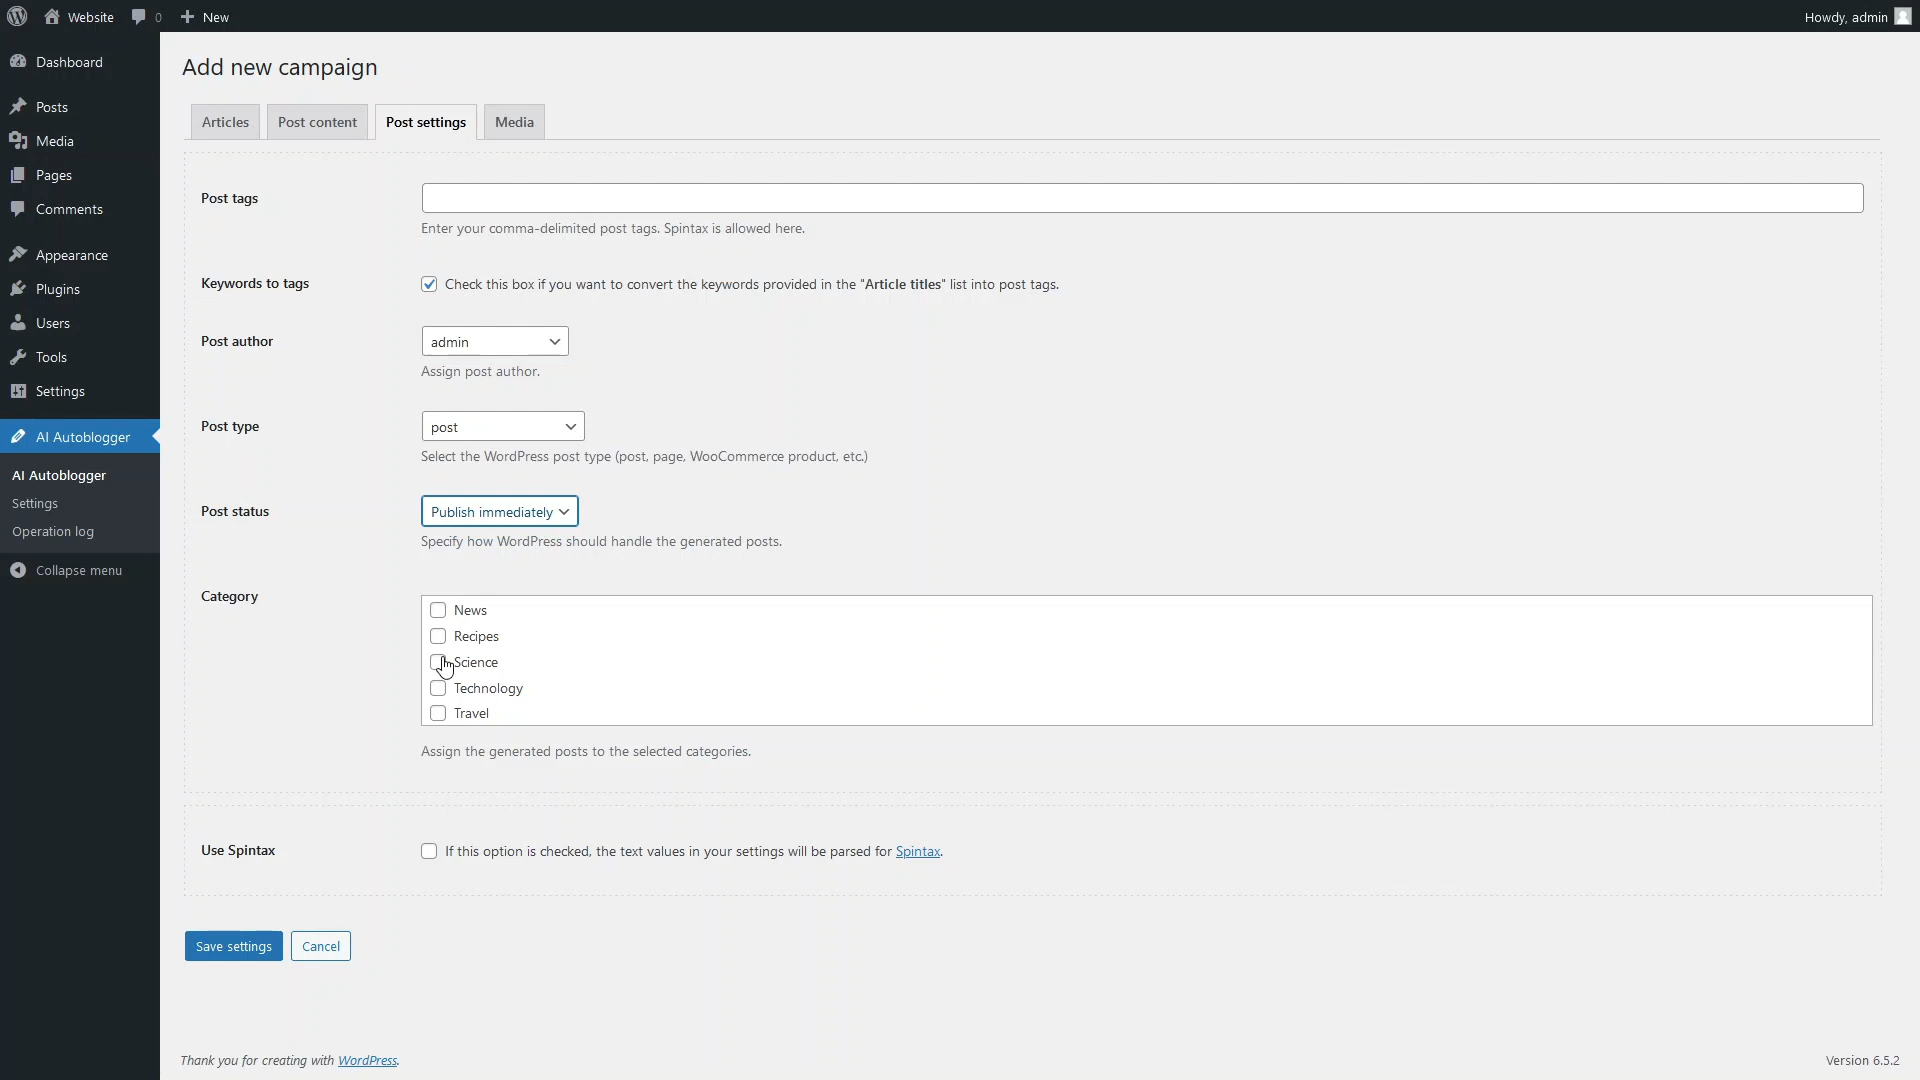 Website 0 New Howdy, admin
Dashboard
Posts
Media
Pages
Comments
Appearance
Plugins
Users
Tools
Settings
AI Autoblogger
AI Autoblogger
Settings
Operation log
Collapse menu
Add new campaign
Articles Post content Post settings Media
Post tags
Enter your comma-delimited post tags. Spintax is allowed here.
Keywords to tags Check this box if you want to convert the keywords provided in the "Article titles" list into post tags.
Post author admin
Assign post author.
Post type post
Select the WordPress post type (post, page, WooCommerce product, etc.)
Post status Publish immediately
Specify how WordPress should handle the generated posts.
Category
News
Recipes
Science
Technology
Travel
Assign the generated posts to the selected categories.
Use Spintax If this option is checked, the text values in your settings will be parsed for Spintax.
Save settings Cancel
Thank you for creating with WordPress. Version 6.5.2